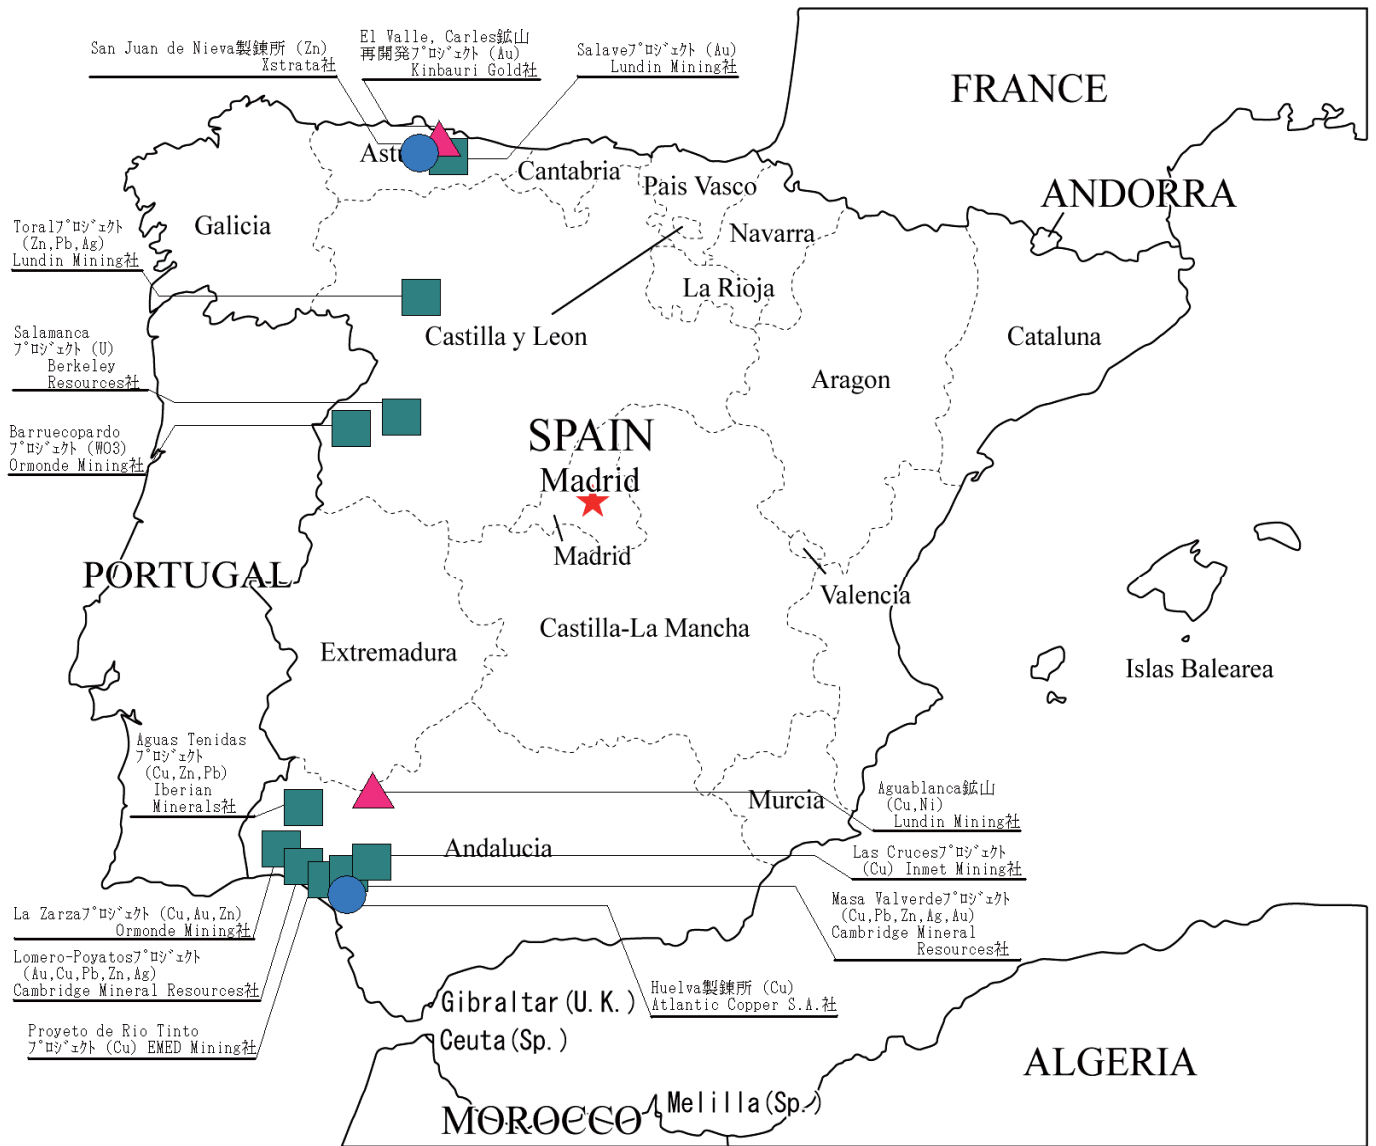 San Juan de Nieva製錬所 (Zn)
Xstrata社
El Valle, Carles鉱山
再開発ﾌﾟﾛｼﾞｪｸﾄ (Au)
Kinbauri Gold社
Salaveﾌﾟﾛｼﾞｪｸﾄ (Au)
Lundin Mining社
FRANCE
ANDORRA
Cantabria
Pais Vasco
Navarra
Galicia
La Rioja
Castilla y Leon
Cataluna
Aragon
Toralﾌﾟﾛｼﾞｪｸﾄ
(Zn,Pb,Ag)
Lundin Mining社
Salamanca
ﾌﾟﾛｼﾞｪｸﾄ (U)
Berkeley
Resources社
Barruecopardo
ﾌﾟﾛｼﾞｪｸﾄ (WO3)
Ormonde Mining社
SPAIN
Madrid
Madrid
PORTUGAL
Valencia
Castilla-La Mancha
Extremadura
Islas Balearea
Aguas Tenidas
ﾌﾟﾛｼﾞｪｸﾄ
(Cu,Zn,Pb)
Iberian
Minerals社
Murcia
Andalucia
Aguablanca鉱山
(Cu,Ni)
Lundin Mining社
Las Crucesﾌﾟﾛｼﾞｪｸﾄ
(Cu) Inmet Mining社
Masa Valverdeﾌﾟﾛｼﾞｪｸﾄ
(Cu,Pb,Zn,Ag,Au)
Cambridge Mineral
Resources社
La Zarzaﾌﾟﾛｼﾞｪｸﾄ (Cu,Au,Zn)
Ormonde Mining社
Lomero-Poyatosﾌﾟﾛｼﾞｪｸﾄ
(Au,Cu,Pb,Zn,Ag)
Cambridge Mineral Resources社
Proyeto de Rio Tinto
ﾌﾟﾛｼﾞｪｸﾄ (Cu) EMED Mining社
Huelva製錬所 (Cu)
Atlantic Copper S.A.社
Gibraltar(U.K.)
Ceuta(Sp.)
Melilla(Sp.)
MOROCCO
ALGERIA